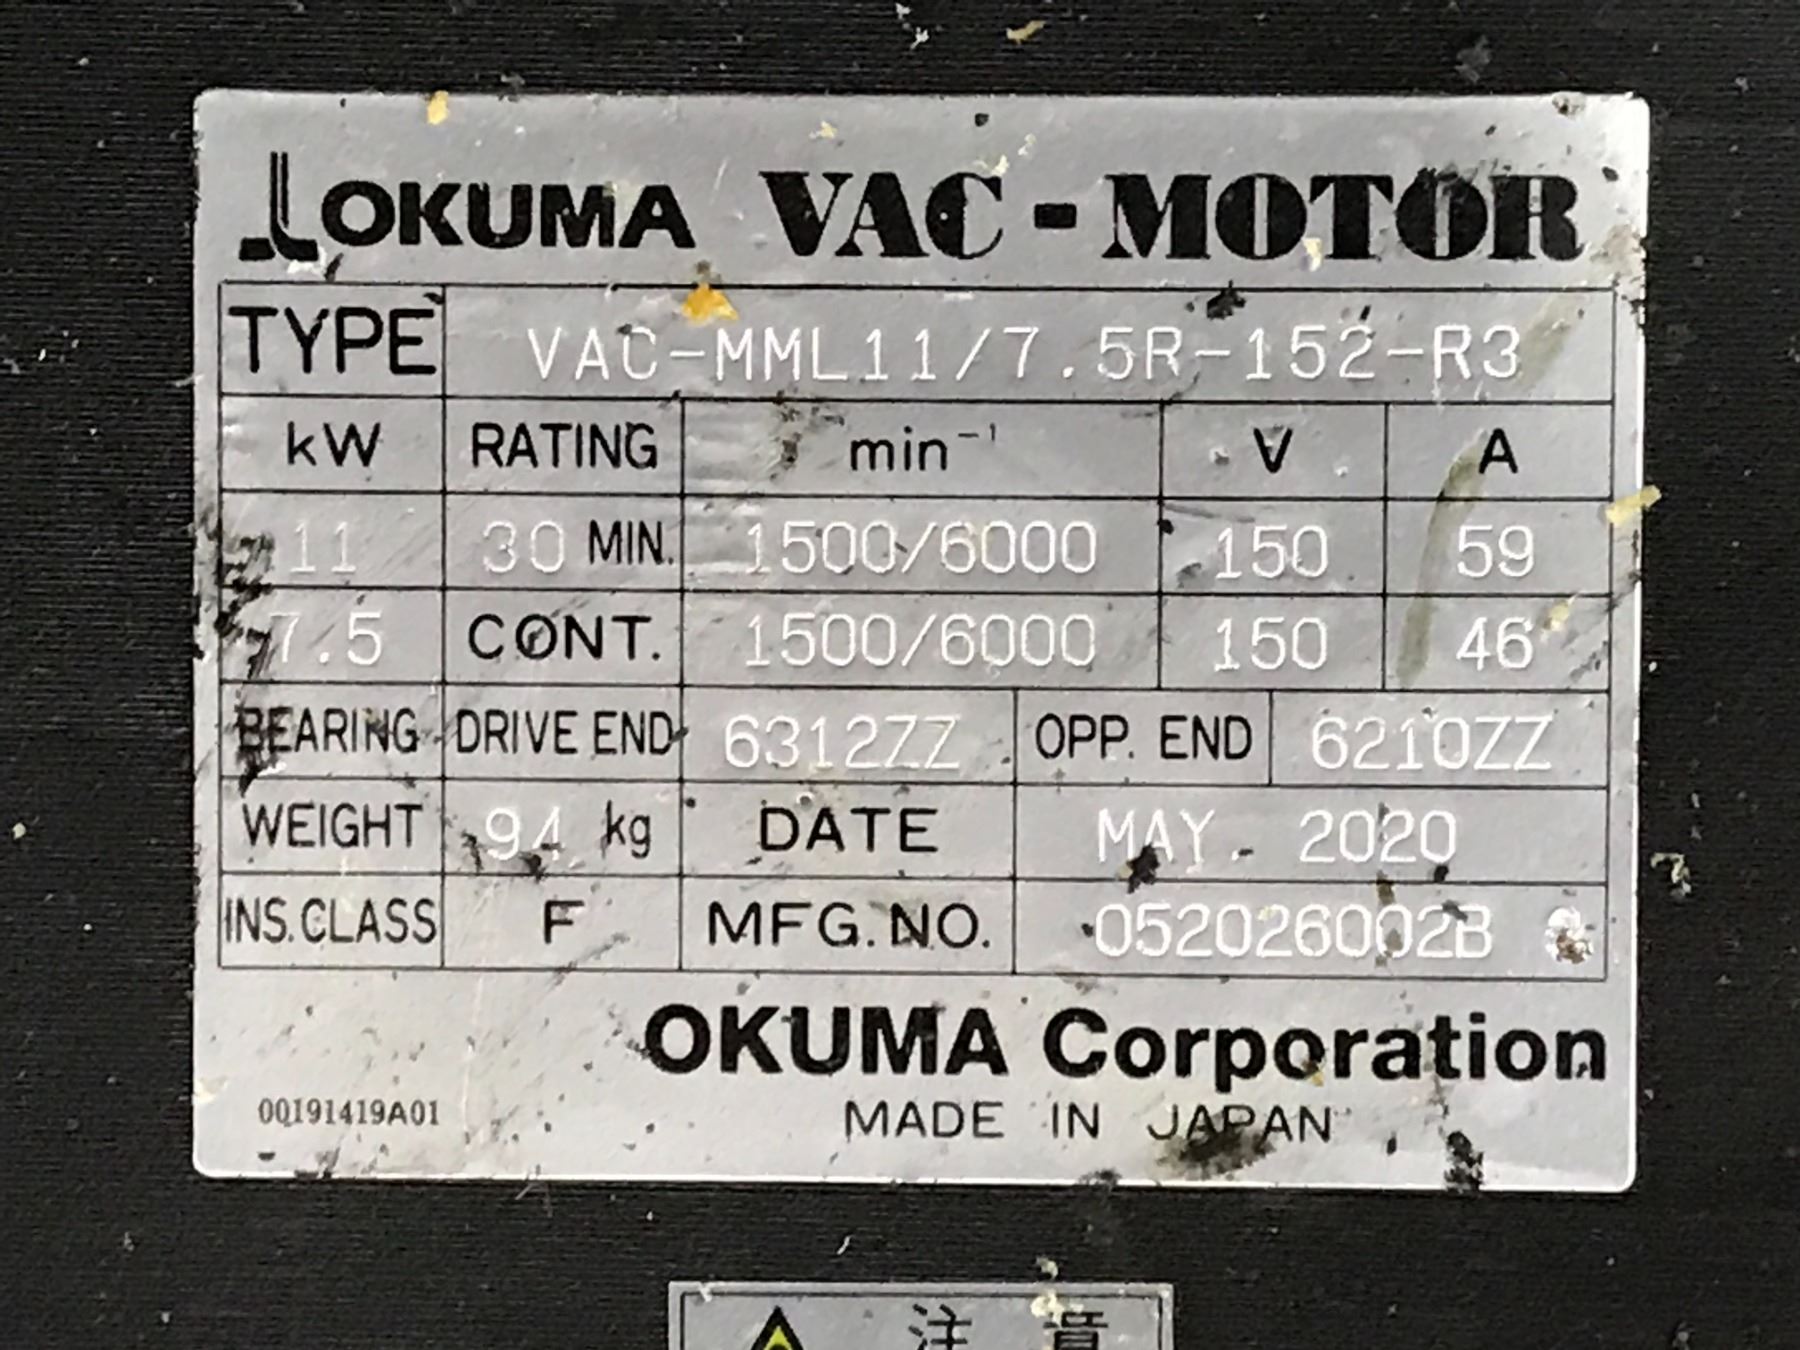 OKUMA VAC-MOTOR
TYPE VAC-MML11/7.5R-152-R3
kW RATING min⁻¹ V A
11 30 MIN. 1500/6000 150 59
7.5 CONT. 1500/6000 150 46
BEARING DRIVE END 6312ZZ OPP. END 6210ZZ
WEIGHT 94 kg DATE MAY. 2020
INS.CLASS F MFG.NO. 052026002B
OKUMA Corporation
0Q191419A01
MADE IN JAPAN
注意